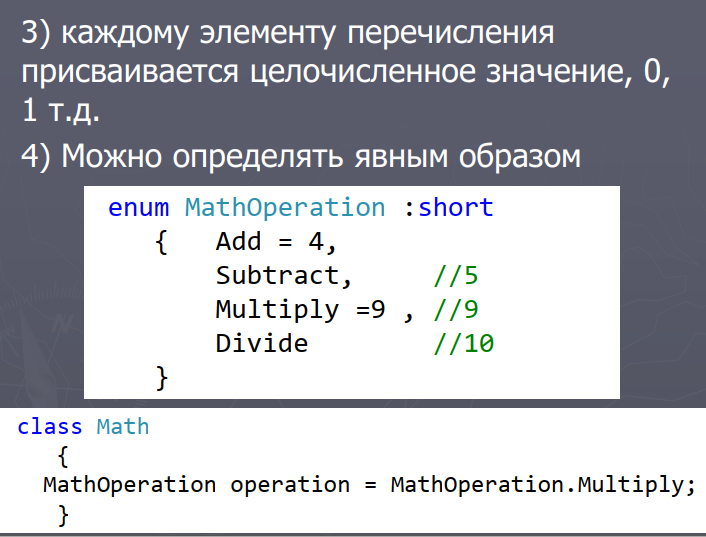 3) каждому элементу перечисления
присваивается целочисленное значение, 0,
1 т.д.
4) Можно определять явным образом
enum MathOperation :short
{ Add = 4,
Subtract, //5
Multiply =9 , //9
Divide //10
}
class Math
{
MathOperation operation = MathOperation.Multiply;
}